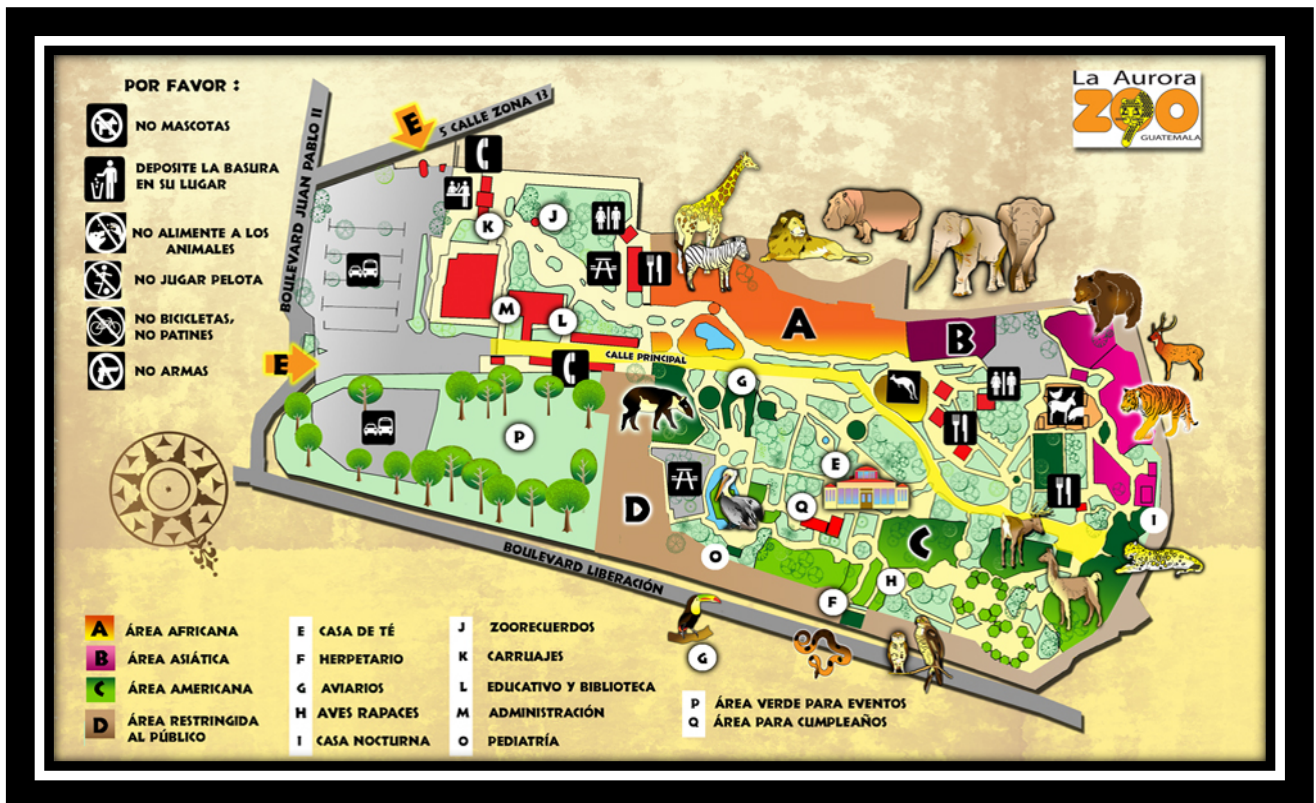 POR FAVOR :
NO MASCOTAS
DEPOSITE LA BASURA
EN SU LUGAR
NO ALIMENTE A LOS
ANIMALES
NO JUGAR PELOTA
NO BICICLETAS,
NO PATINES
NO ARMAS
La Aurora
ZOO
GUATEMALA
BOULEVARD JUAN PABLO II
5 CALLE ZONA 13
E
E
K
J
M
L
CALLE PRINCIPAL
A
B
G
P
E
D
Q
C
I
O
H
F
BOULEVARD LIBERACIÓN
G
A ÁREA AFRICANA
B ÁREA ASIÁTICA
C ÁREA AMERICANA
D ÁREA RESTRINGIDA
AL PÚBLICO
E CASA DE TÉ
F HERPETARIO
G AVIARIOS
H AVES RAPACES
I CASA NOCTURNA
J ZOORECUERDOS
K CARRUAJES
L EDUCATIVO Y BIBLIOTECA
M ADMINISTRACIÓN
O PEDIATRÍA
P ÁREA VERDE PARA EVENTOS
Q ÁREA PARA CUMPLEAÑOS